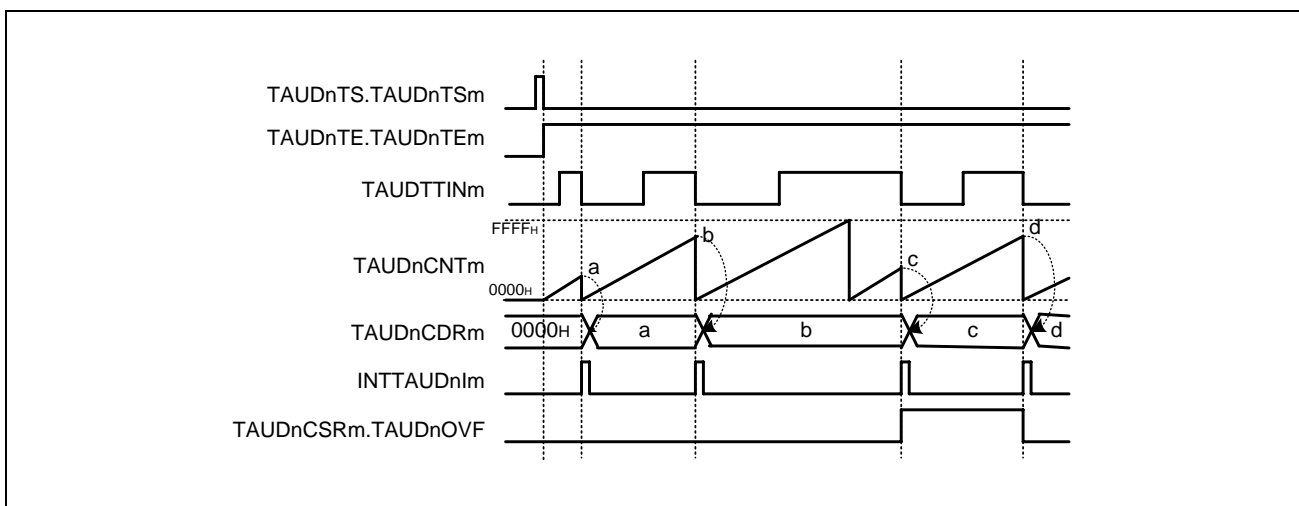 TAUDnTS.TAUDnTSm
TAUDnTE.TAUDnTEm
TAUDTTINm
FFFFH
a
b
c
d
TAUDnCNTm
0000H
TAUDnCDRm
0000H
a
b
c
d
INTTAUDnIm
TAUDnCSRm.TAUDnOVF